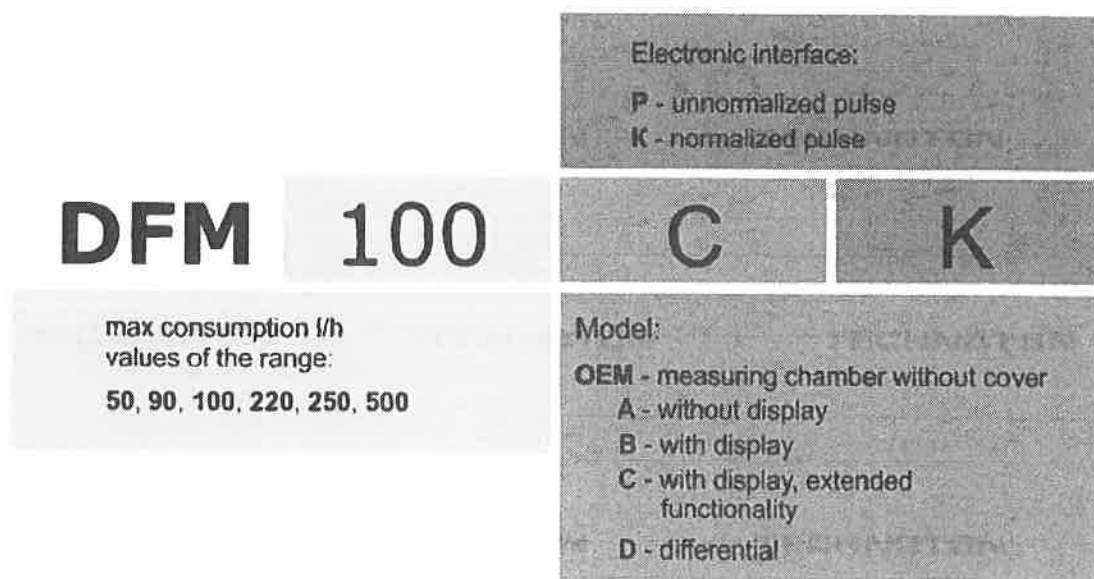 Electronic interface:
P - unnormalized pulse
K - normalized pulse
DFM 100 C K
max consumption l/h
values of the range:
50, 90, 100, 220, 250, 500
Model:
OEM - measuring chamber without cover
A - without display
B - with display
C - with display, extended
functionality
D - differential